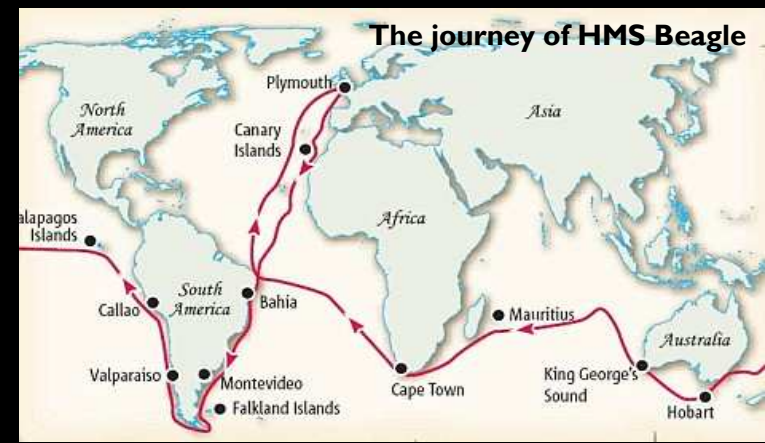 The journey of HMS Beagle
Plymouth
North
America
Asia
Canary
Islands
Africa
alapagos
Islands
South
America
Callao
Bahia
Mauritius
Australia
Valparaiso
Montevideo
Cape Town
King George's
Sound
Falkland Islands
Hobart